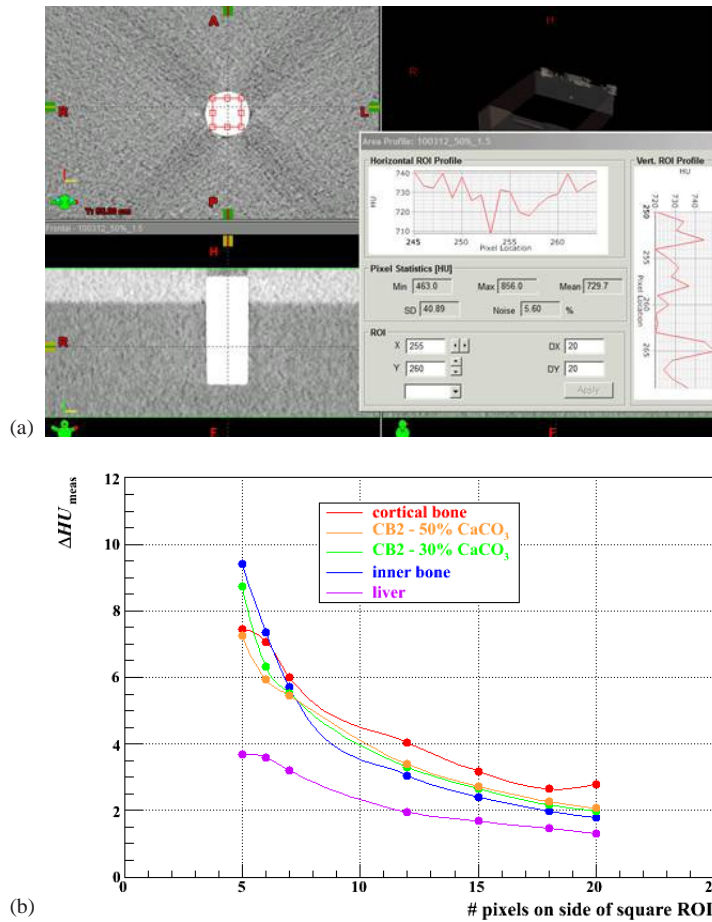 A
R
L
P
H
R
Frontal - 100312_50%_1.5
H
R
F
F
Area Profile: 100312_50%_1.5
Horizontal ROI Profile
HU
740
730
720
710
245
250
255
260
Pixel Location
Vert. ROI Profile
HU
720
730
740
250
255
260
265
Pixel Location
Pixel Statistics [HU]
Min 463.0 Max 856.0 Mean 729.7
SD 40.89 Noise 5.60 %
ROI
X 255 DX 20
Y 260 DY 20
Apply
(a)
ΔHU meas
12
10
8
6
4
2
0
cortical bone
CB2 - 50% CaCO₃
CB2 - 30% CaCO₃
inner bone
liver
0 5 10 15 20 25
# pixels on side of square ROI
(b)